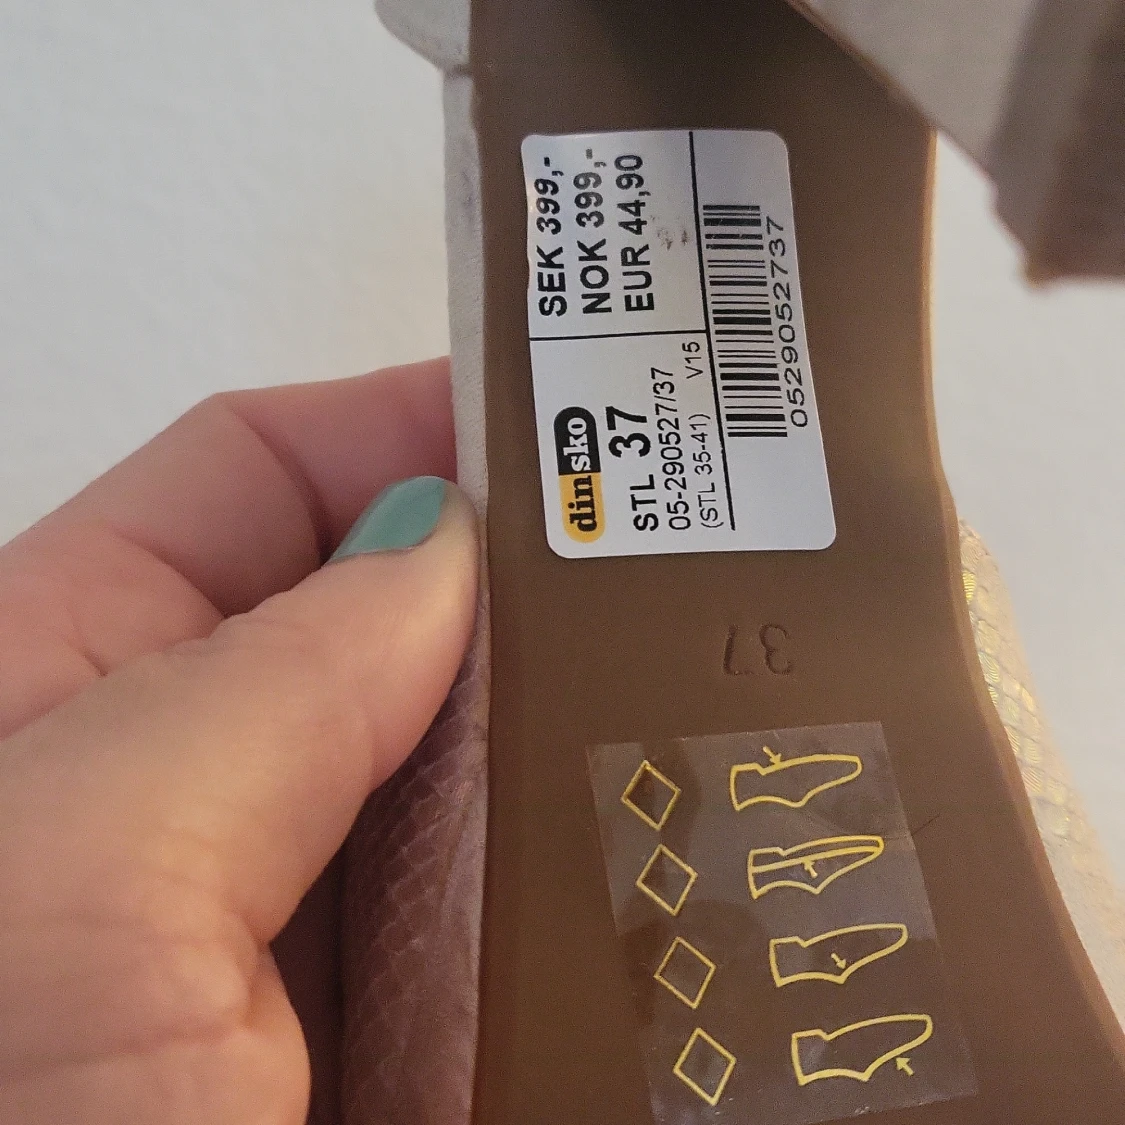 SEK 399,-
NOK 399,-
EUR 44,90
dinsko
STL 37
05-290527/37
(STL 35-41) V15
0529052737
37